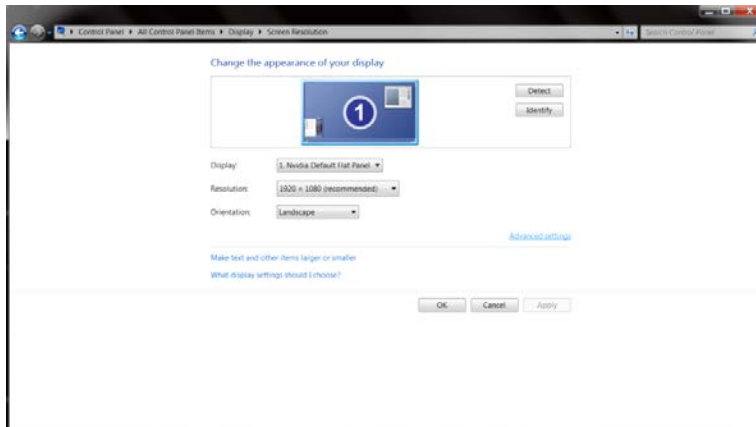 Control Panel ▸ All Control Panel Items ▸ Display ▸ Screen Resolution
Search Control Panel
Change the appearance of your display
1
Detect
Identify
Display:
1. Nvidia Default Flat Panel
Resolution:
1920 × 1080 (recommended)
Orientation:
Landscape
Advanced settings
Make text and other items larger or smaller
What display settings should I choose?
OK
Cancel
Apply